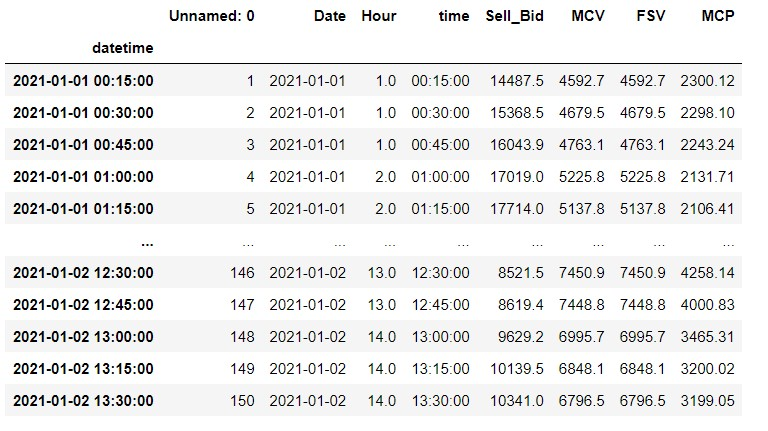 Unnamed: 0 Date Hour time Sell_Bid MCV FSV MCP
datetime
2021-01-01 00:15:00 1 2021-01-01 1.0 00:15:00 14487.5 4592.7 4592.7 2300.12
2021-01-01 00:30:00 2 2021-01-01 1.0 00:30:00 15368.5 4679.5 4679.5 2298.10
2021-01-01 00:45:00 3 2021-01-01 1.0 00:45:00 16043.9 4763.1 4763.1 2243.24
2021-01-01 01:00:00 4 2021-01-01 2.0 01:00:00 17019.0 5225.8 5225.8 2131.71
2021-01-01 01:15:00 5 2021-01-01 2.0 01:15:00 17714.0 5137.8 5137.8 2106.41
... ... ... ... ... ... ... ... ...
2021-01-02 12:30:00 146 2021-01-02 13.0 12:30:00 8521.5 7450.9 7450.9 4258.14
2021-01-02 12:45:00 147 2021-01-02 13.0 12:45:00 8619.4 7448.8 7448.8 4000.83
2021-01-02 13:00:00 148 2021-01-02 14.0 13:00:00 9629.2 6995.7 6995.7 3465.31
2021-01-02 13:15:00 149 2021-01-02 14.0 13:15:00 10139.5 6848.1 6848.1 3200.02
2021-01-02 13:30:00 150 2021-01-02 14.0 13:30:00 10341.0 6796.5 6796.5 3199.05